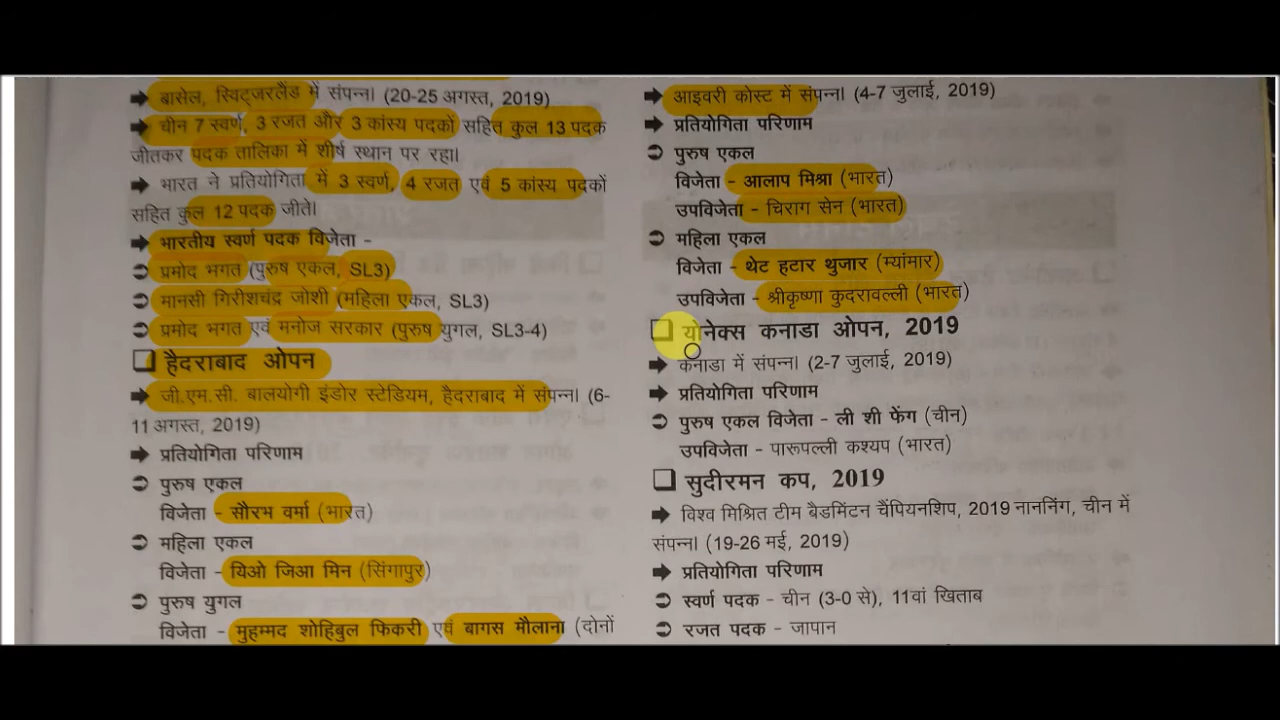 ➡ बासेल, स्विट्जरलैंड में संपन्न। (20-25 अगस्त, 2019)
➡ चीन 7 स्वर्ण, 3 रजत और 3 कांस्य पदकों सहित कुल 13 पदक
जीतकर पदक तालिका में शीर्ष स्थान पर रहा।
➡ भारत ने प्रतियोगिता में 3 स्वर्ण, 4 रजत एवं 5 कांस्य पदकों
सहित कुल 12 पदक जीते।
➡ भारतीय स्वर्ण पदक विजेता -
➲ प्रमोद भगत (पुरुष एकल, SL3)
➲ मानसी गिरीशचंद्र जोशी (महिला एकल, SL3)
➲ प्रमोद भगत एवं मनोज सरकार (पुरुष युगल, SL3-4)
❑ हैदराबाद ओपन
➡ जी.एम.सी. बालयोगी इंडोर स्टेडियम, हैदराबाद में संपन्न। (6-
11 अगस्त, 2019)
➡ प्रतियोगिता परिणाम
➲ पुरुष एकल
विजेता - सौरभ वर्मा (भारत)
➲ महिला एकल
विजेता - यिओ जिआ मिन (सिंगापुर)
➲ पुरुष युगल
विजेता - मुहम्मद शोहिबुल फिकरी एवं बागस मौलाना (दोनों
➡ आइवरी कोस्ट में संपन्न। (4-7 जुलाई, 2019)
➡ प्रतियोगिता परिणाम
➲ पुरुष एकल
विजेता - आलाप मिश्रा (भारत)
उपविजेता - चिराग सेन (भारत)
➲ महिला एकल
विजेता - थेट हटार थुजार (म्यांमार)
उपविजेता - श्रीकृष्णा कुदरावल्ली (भारत)
❑ योनेक्स कनाडा ओपन, 2019
➡ कनाडा में संपन्न। (2-7 जुलाई, 2019)
➡ प्रतियोगिता परिणाम
➲ पुरुष एकल विजेता - ली शी फेंग (चीन)
उपविजेता - पारूपल्ली कश्यप (भारत)
❑ सुदीरमन कप, 2019
➡ विश्व मिश्रित टीम बैडमिंटन चैंपियनशिप, 2019 नाननिंग, चीन में
संपन्न। (19-26 मई, 2019)
➡ प्रतियोगिता परिणाम
➲ स्वर्ण पदक - चीन (3-0 से), 11वां खिताब
➲ रजत पदक - जापान